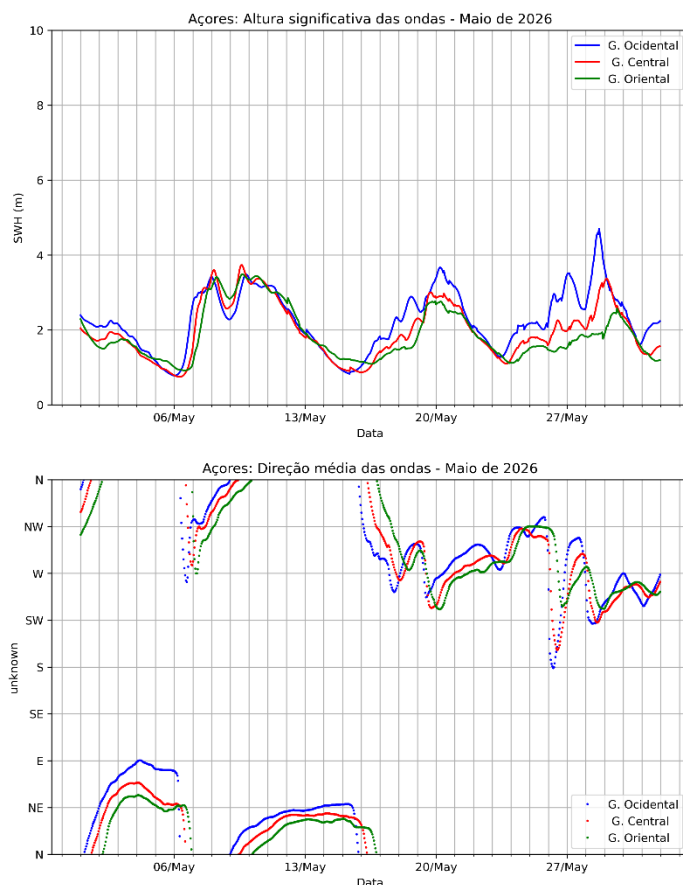 Açores: Altura significativa das ondas - Maio de 2026
10
8
6
4
2
0
SWH (m)
G. Ocidental
G. Central
G. Oriental
06/May
13/May
20/May
27/May
Data
Açores: Direção média das ondas - Maio de 2026
N
NW
W
SW
S
SE
E
NE
N
unknown
G. Ocidental
G. Central
G. Oriental
06/May
13/May
20/May
27/May
Data